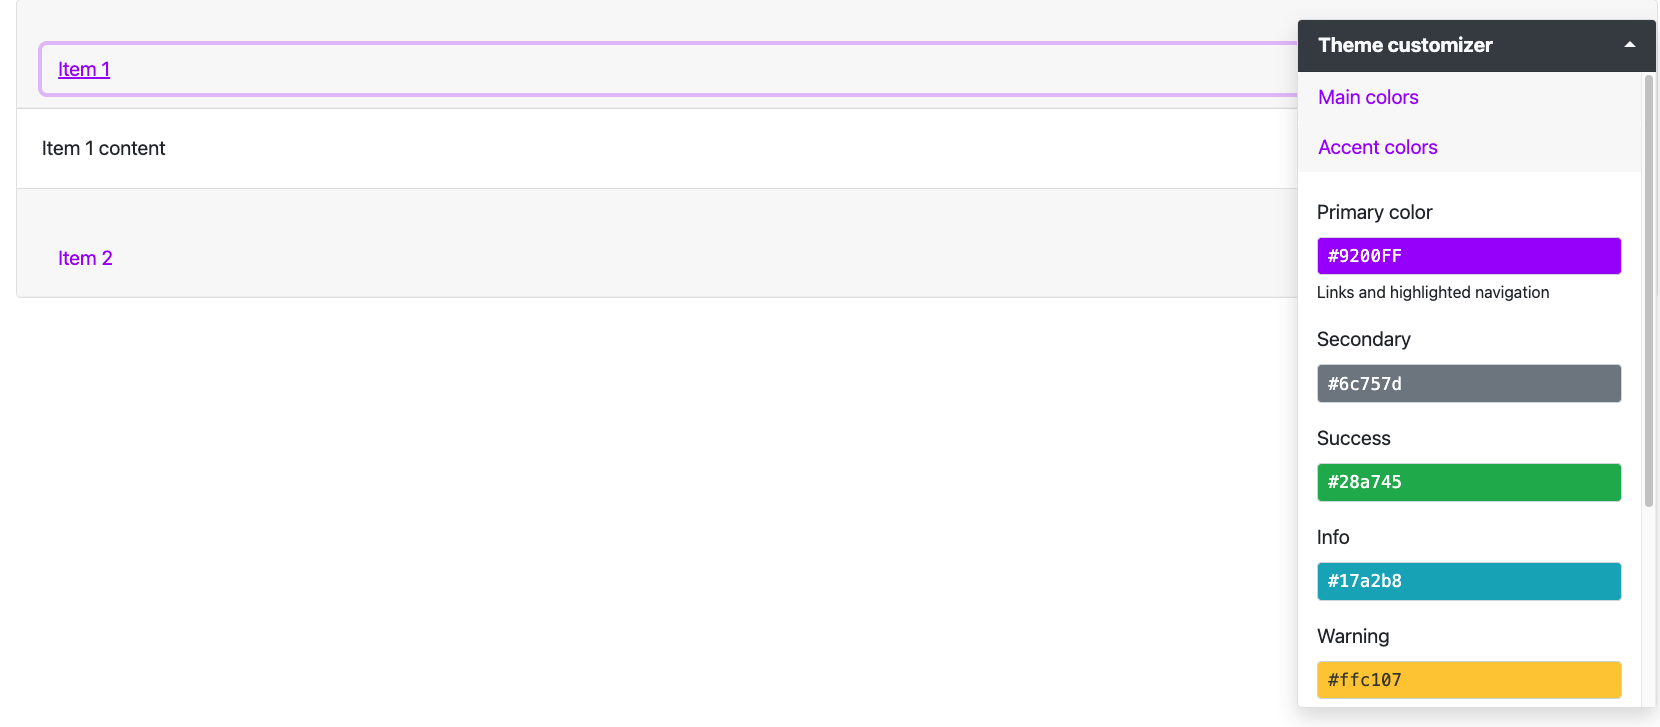 Item 1
Item 1 content
Item 2
Theme customizer
Main colors
Accent colors
Primary color
#9200FF
Links and highlighted navigation
Secondary
#6c757d
Success
#28a745
Info
#17a2b8
Warning
#ffc107